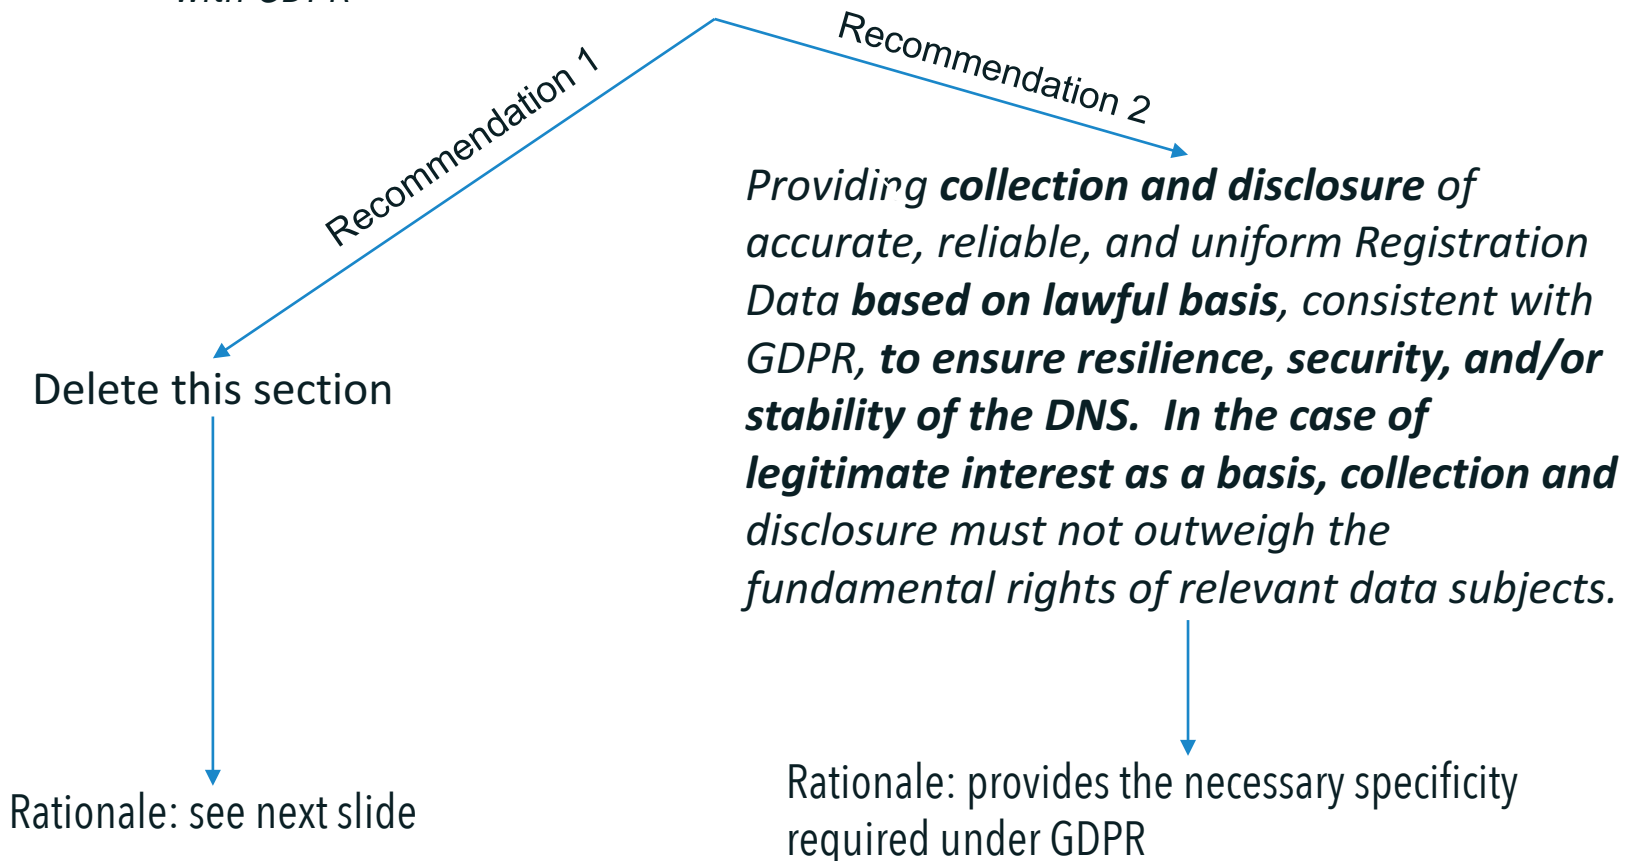 with GDPR
Recommendation 1
Recommendation 2
Providing collection and disclosure of
accurate, reliable, and uniform Registration
Data based on lawful basis, consistent with
GDPR, to ensure resilience, security, and/or
stability of the DNS. In the case of
legitimate interest as a basis, collection and
disclosure must not outweigh the
fundamental rights of relevant data subjects.
Delete this section
Rationale: see next slide
Rationale: provides the necessary specificity
required under GDPR